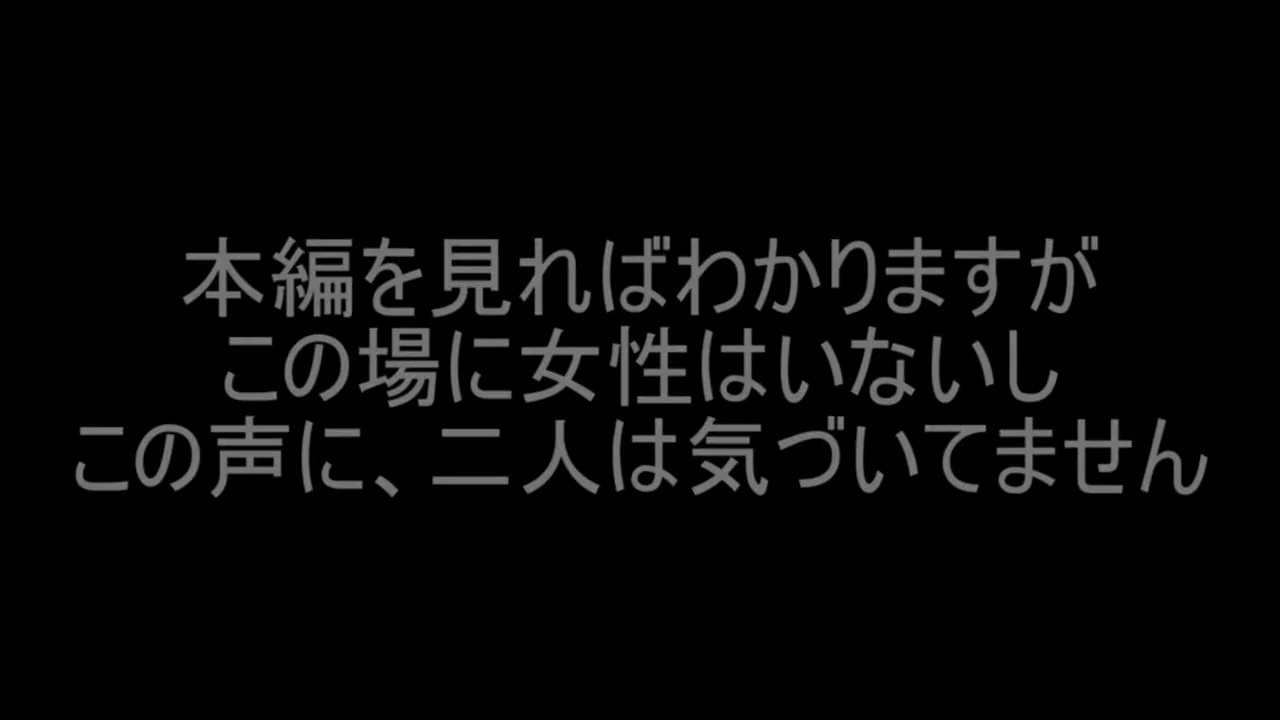 本編を見ればわかりますが
この場に女性はいないし
この声に、二人は気づいてません